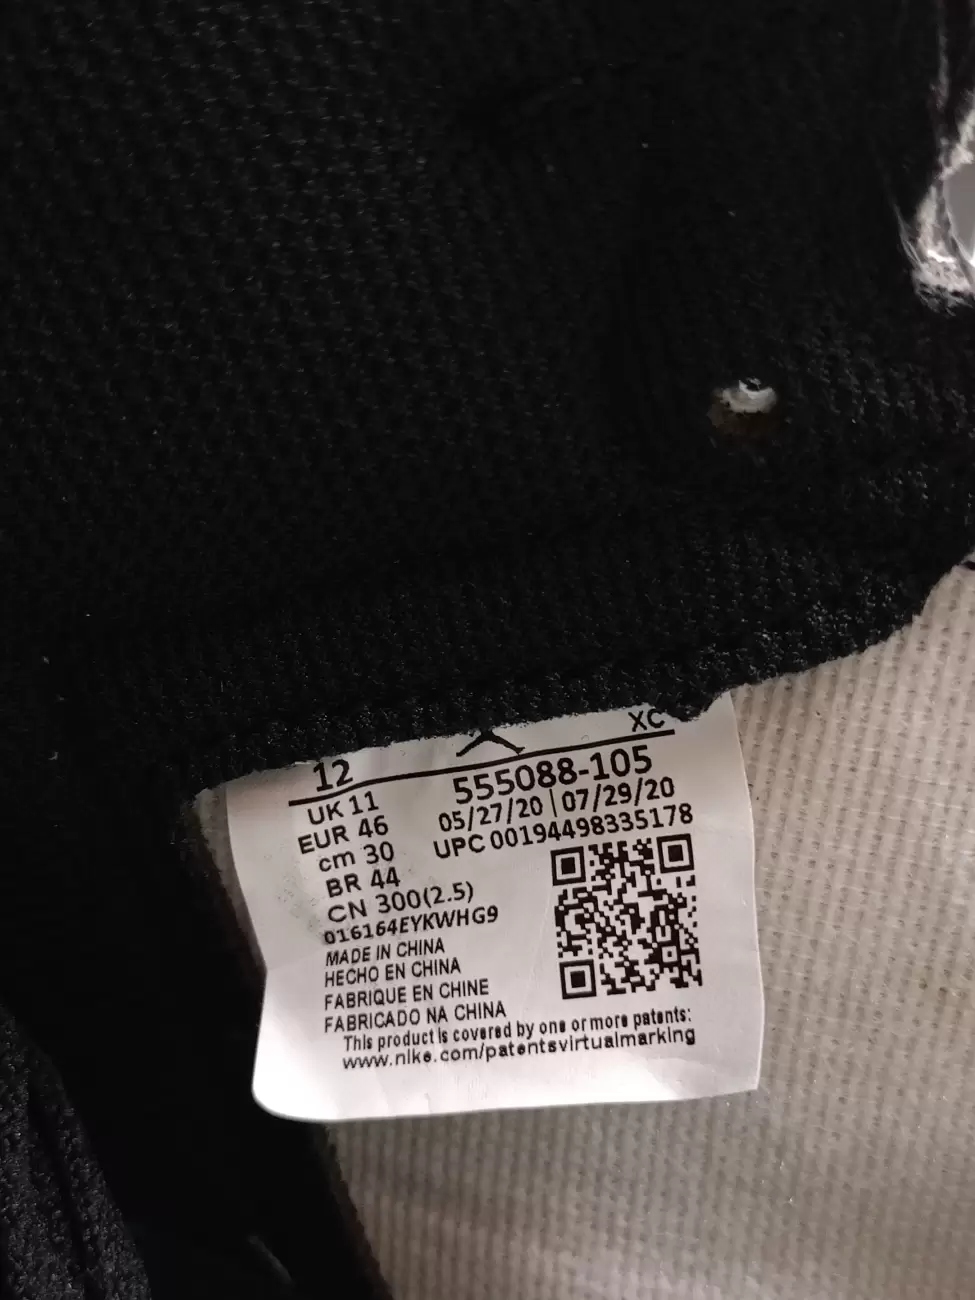 12 XC
UK 11
EUR 46
cm 30
BR 44
CN 300(2.5)
016164EYKWHG9
555088-105
05/27/20 | 07/29/20
UPC 00194498335178
MADE IN CHINA
HECHO EN CHINA
FABRIQUE EN CHINE
FABRICADO NA CHINA
This product is covered by one or more patents:
www.nike.com/patentsvirtualmarking